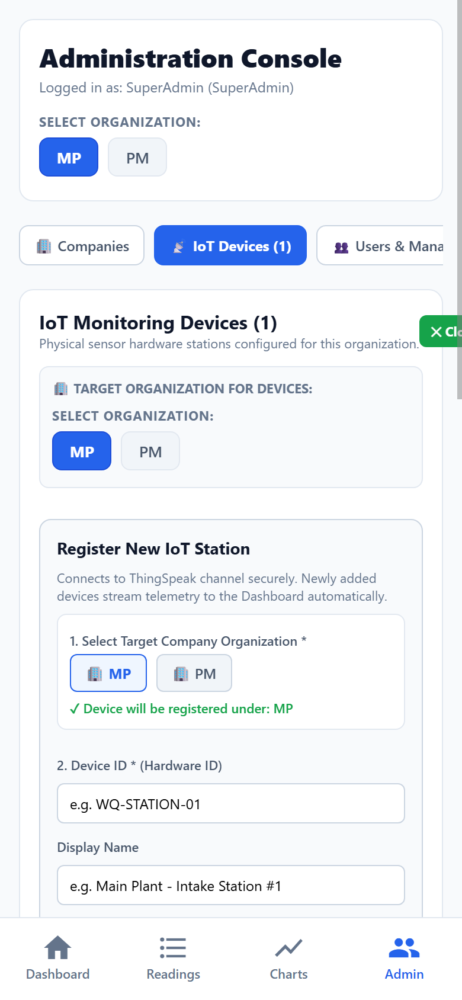 Administration Console
Logged in as: SuperAdmin (SuperAdmin)
SELECT ORGANIZATION:
MP PM
Companies IoT Devices (1) Users & Mana
IoT Monitoring Devices (1)
Physical sensor hardware stations configured for this organization.
✕ Clo
TARGET ORGANIZATION FOR DEVICES:
SELECT ORGANIZATION:
MP PM
Register New IoT Station
Connects to ThingSpeak channel securely. Newly added
devices stream telemetry to the Dashboard automatically.
1. Select Target Company Organization *
MP PM
✓ Device will be registered under: MP
2. Device ID * (Hardware ID)
e.g. WQ-STATION-01
Display Name
e.g. Main Plant - Intake Station #1
Dashboard Readings Charts Admin